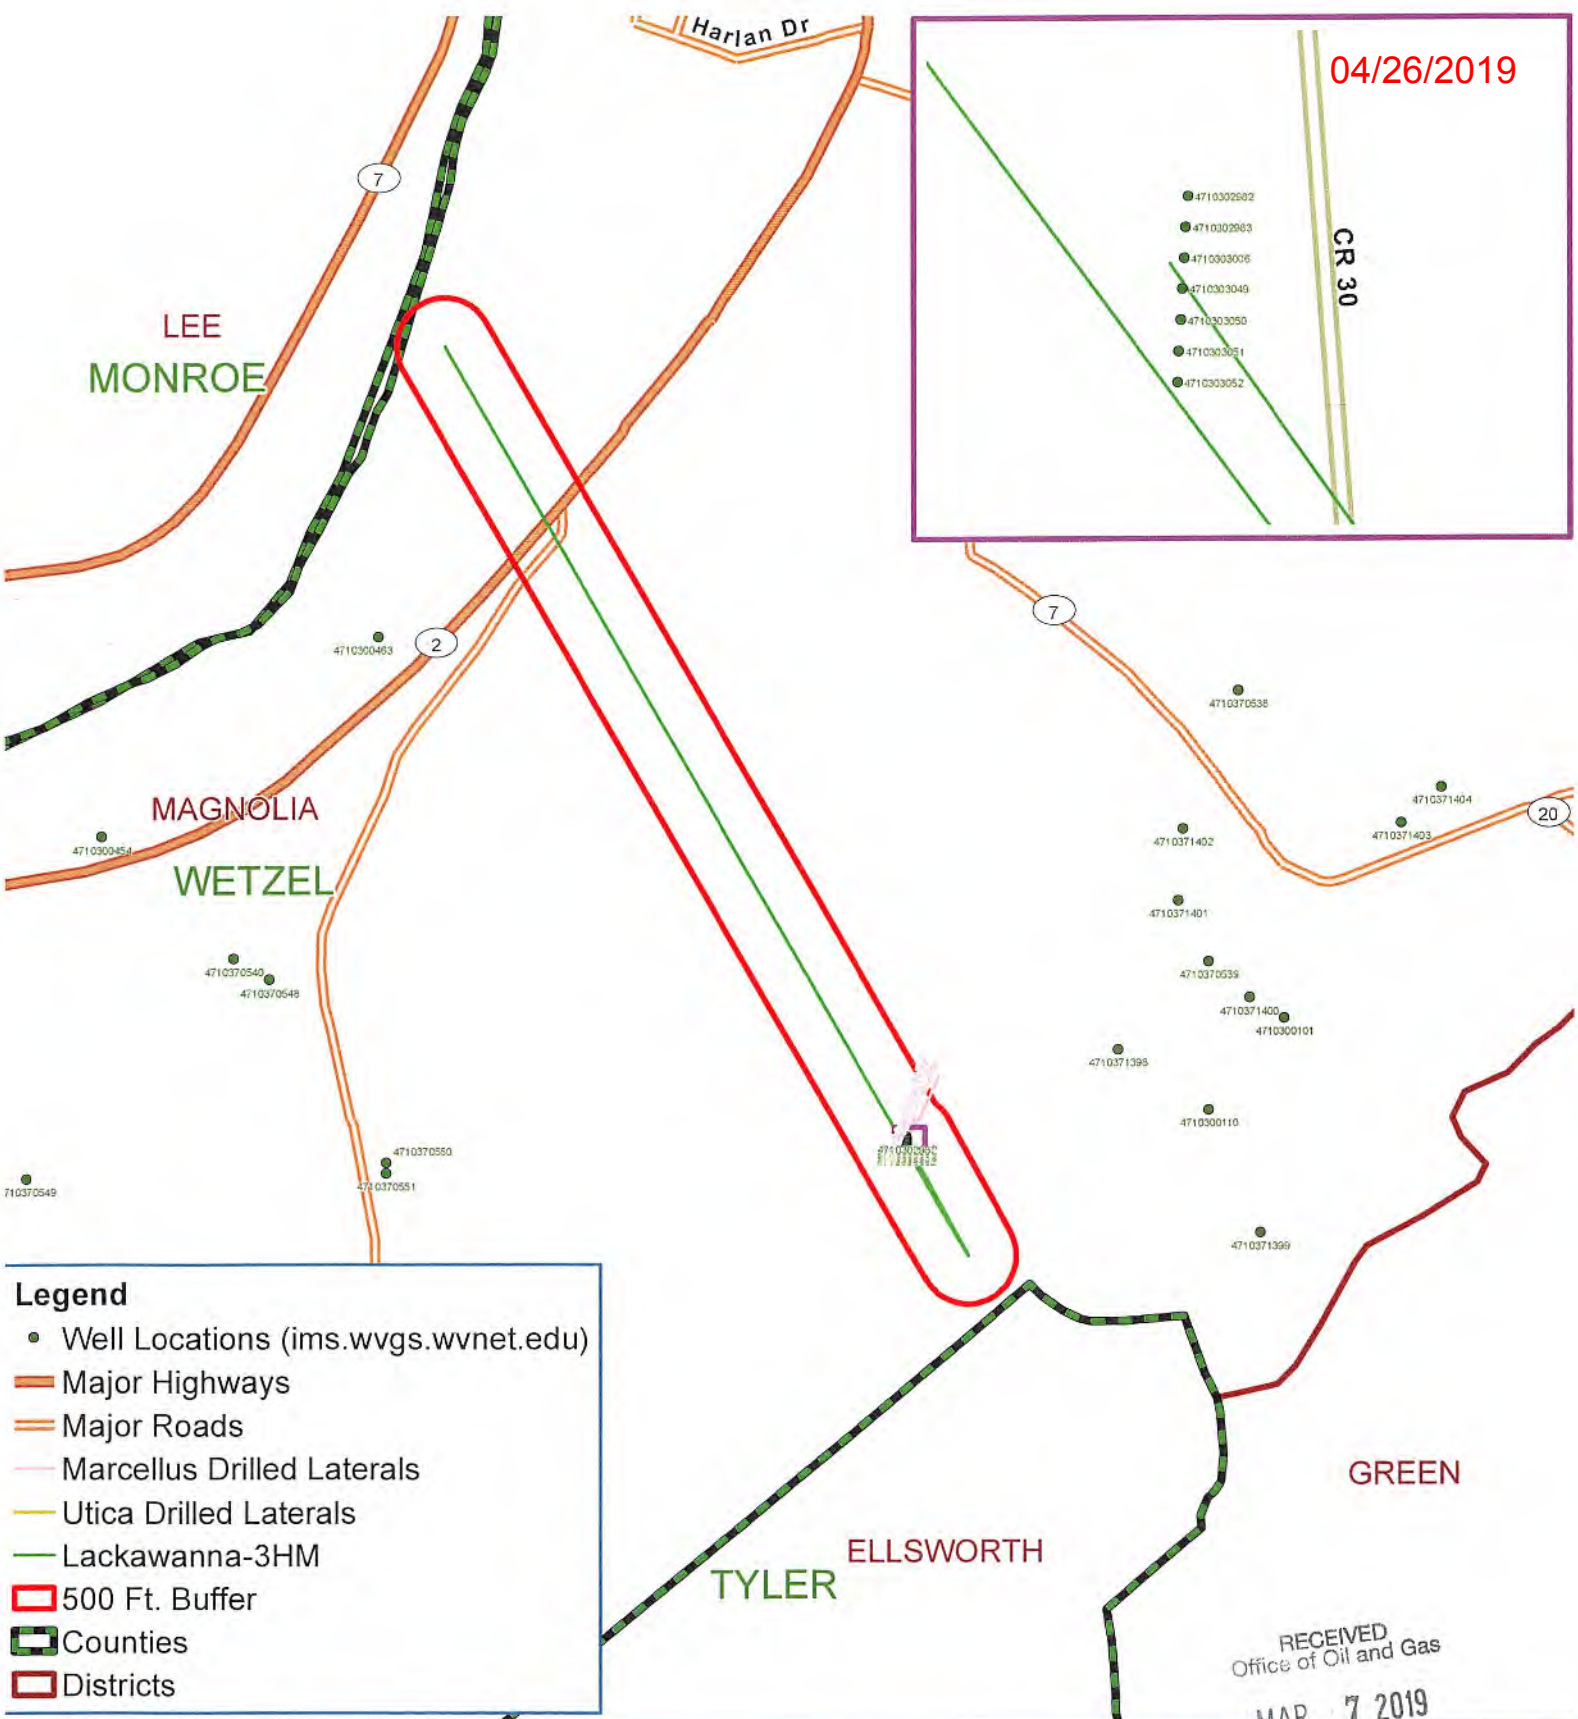 Harlan Dr
04/26/2019
7
4710302982
4710302983
4710303006
4710303049
4710303050
4710303051
4710303052
CR 30
LEE
MONROE
7
2
4710300463
4710370538
4710371404
20
4710371403
4710371402
MAGNOLIA
4710300454
WETZEL
4710371401
4710370540
4710370548
4710370539
4710371400
4710300101
4710371398
4710300110
4710370550
4710370551
710370549
4710371399
Legend
Well Locations (ims.wvgs.wvnet.edu)
Major Highways
Major Roads
Marcellus Drilled Laterals
Utica Drilled Laterals
Lackawanna-3HM
500 Ft. Buffer
Counties
Districts
GREEN
ELLSWORTH
TYLER
RECEIVED
Office of Oil and Gas
MAR 7 2019